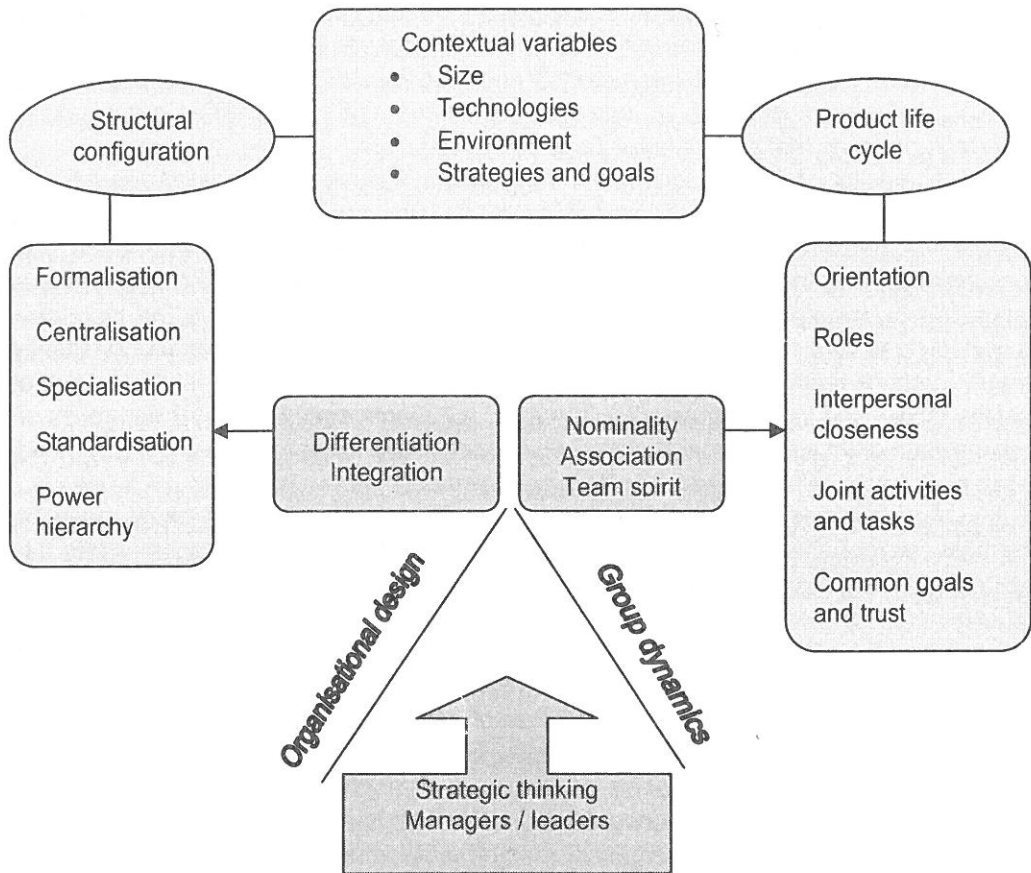 Contextual variables
• Size
• Technologies
• Environment
• Strategies and goals
Structural
configuration
Product life
cycle
Formalisation
Centralisation
Specialisation
Standardisation
Power
hierarchy
Differentiation
Integration
Nominality
Association
Team spirit
Orientation
Roles
Interpersonal
closeness
Joint activities
and tasks
Common goals
and trust
Organisational design
Group dynamics
Strategic thinking
Managers / leaders